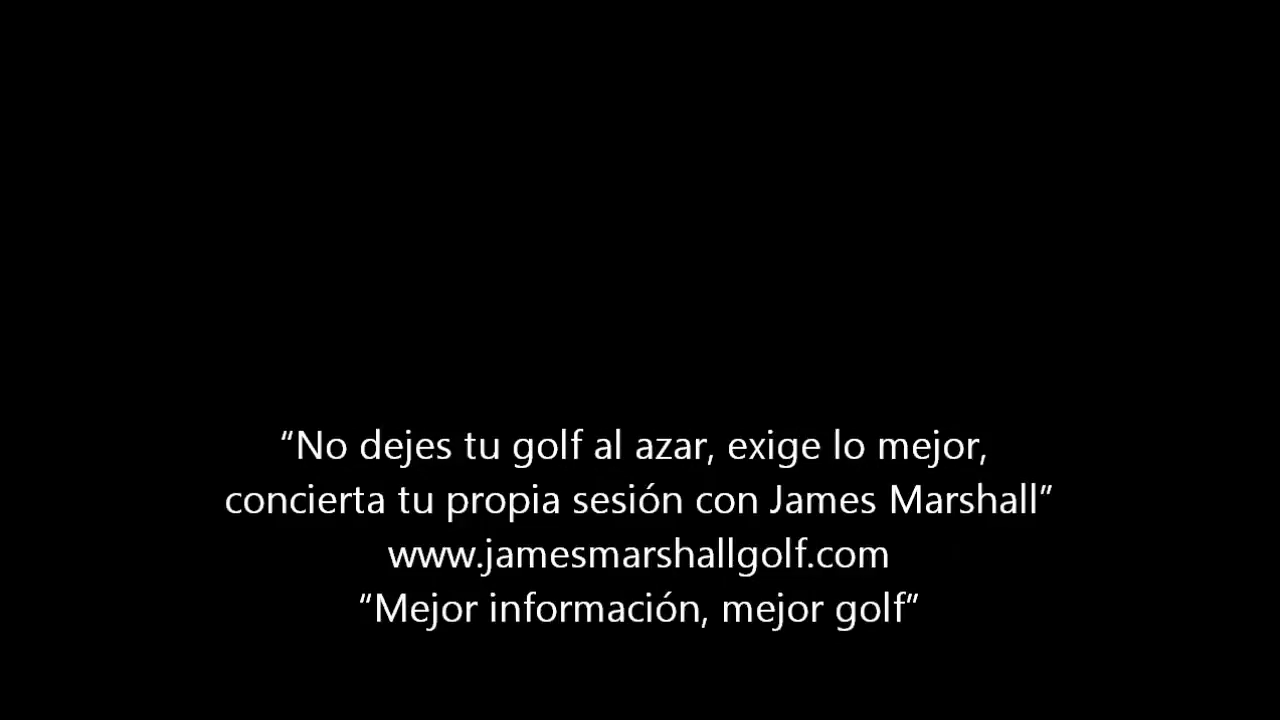 “No dejes tu golf al azar, exige lo mejor,
concierta tu propia sesión con James Marshall”
www.jamesmarshallgolf.com
“Mejor información, mejor golf”